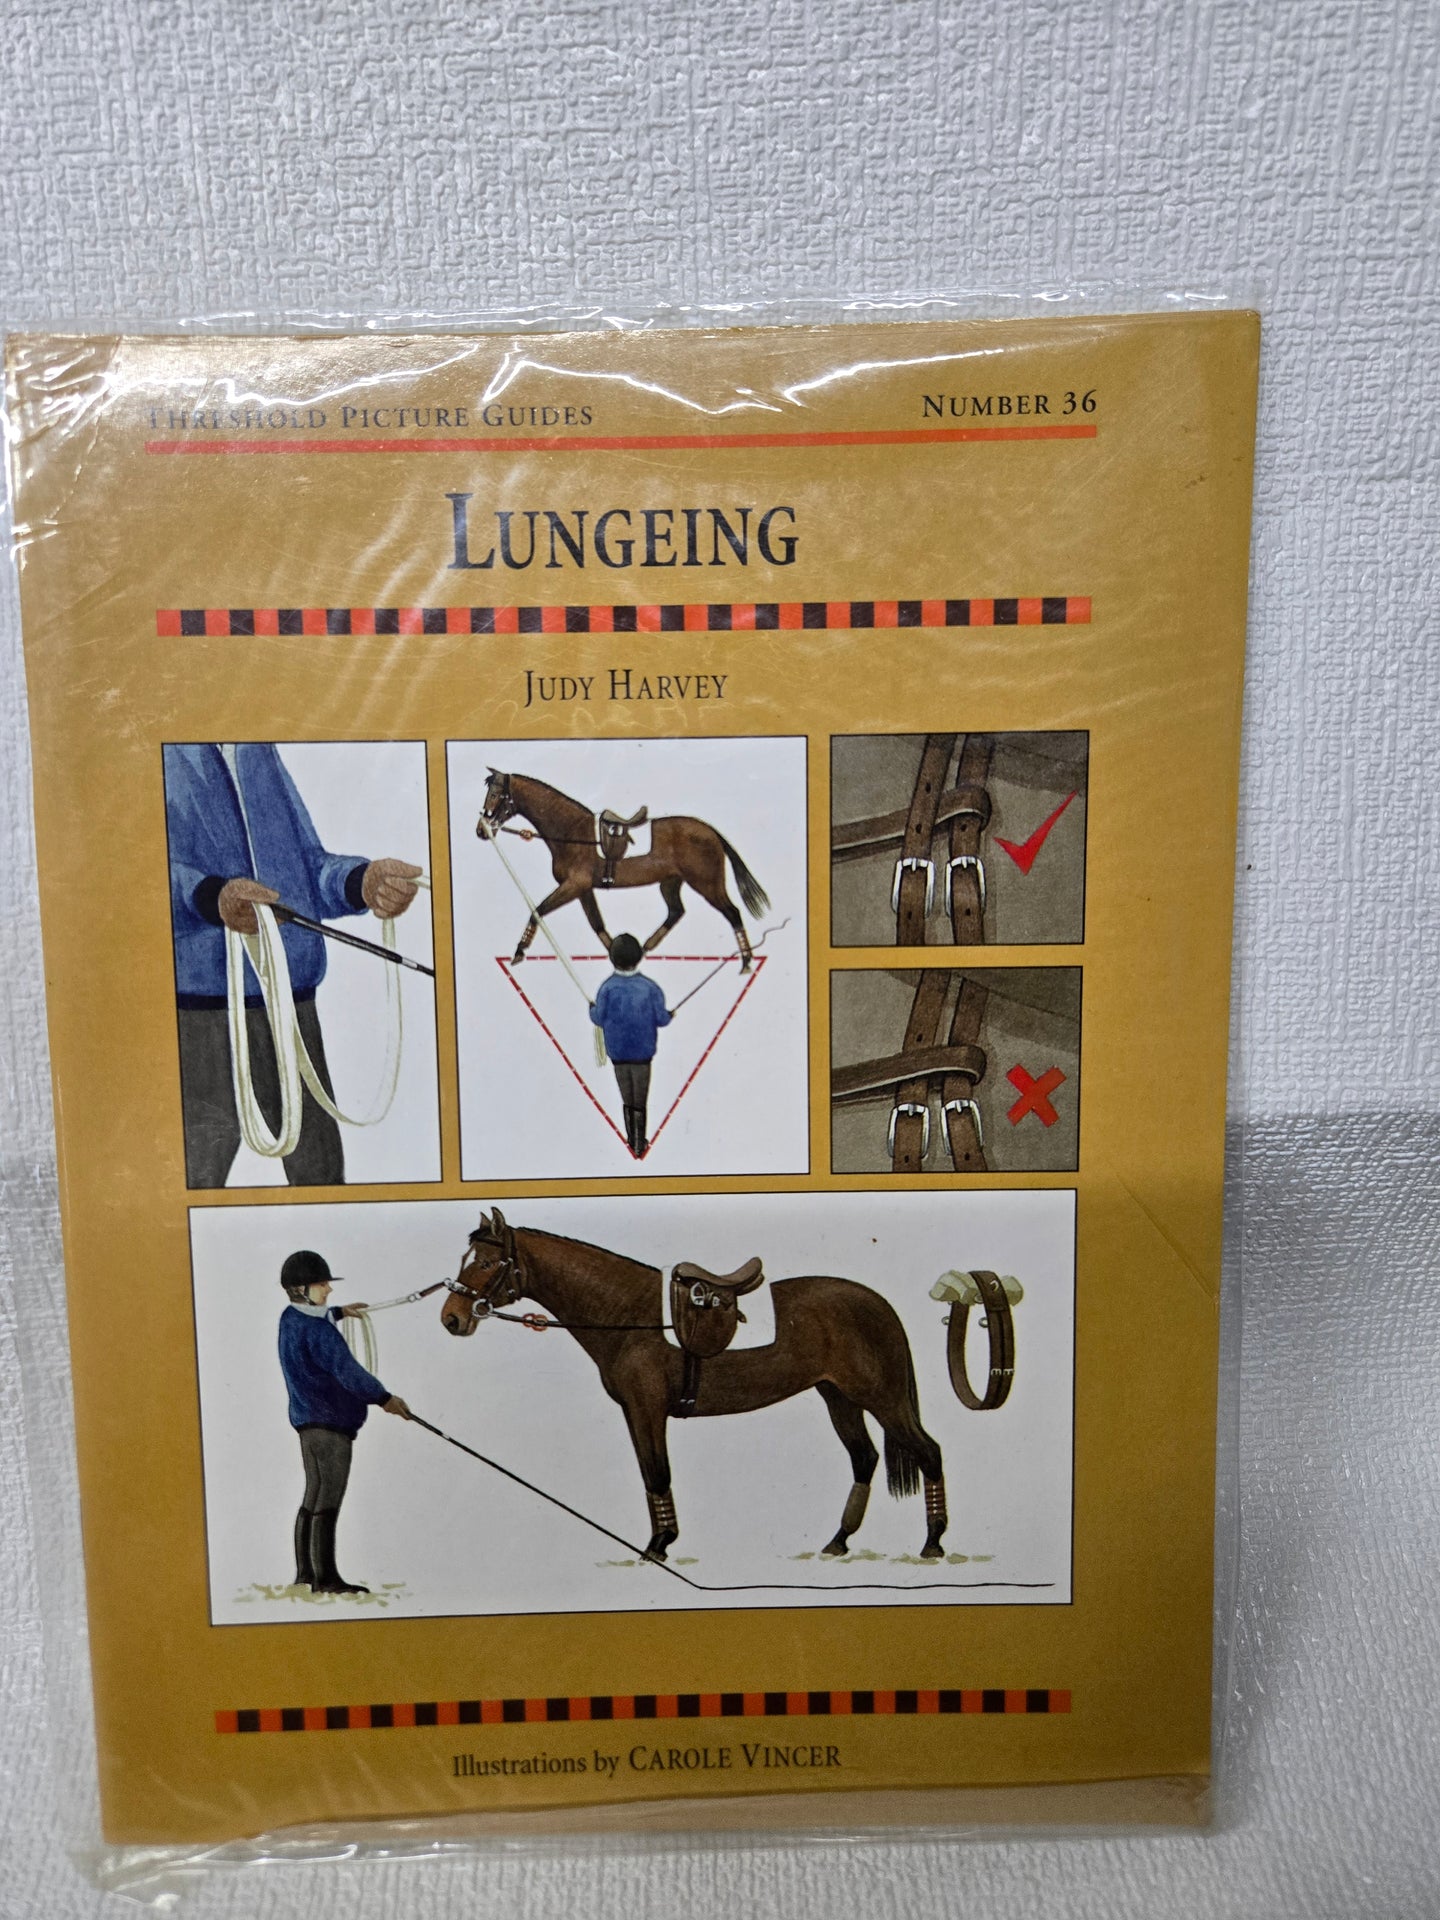 THRESHOLD PICTURE GUIDES
NUMBER 36
LUNGEING
JUDY HARVEY
Illustrations by CAROLE VINCER